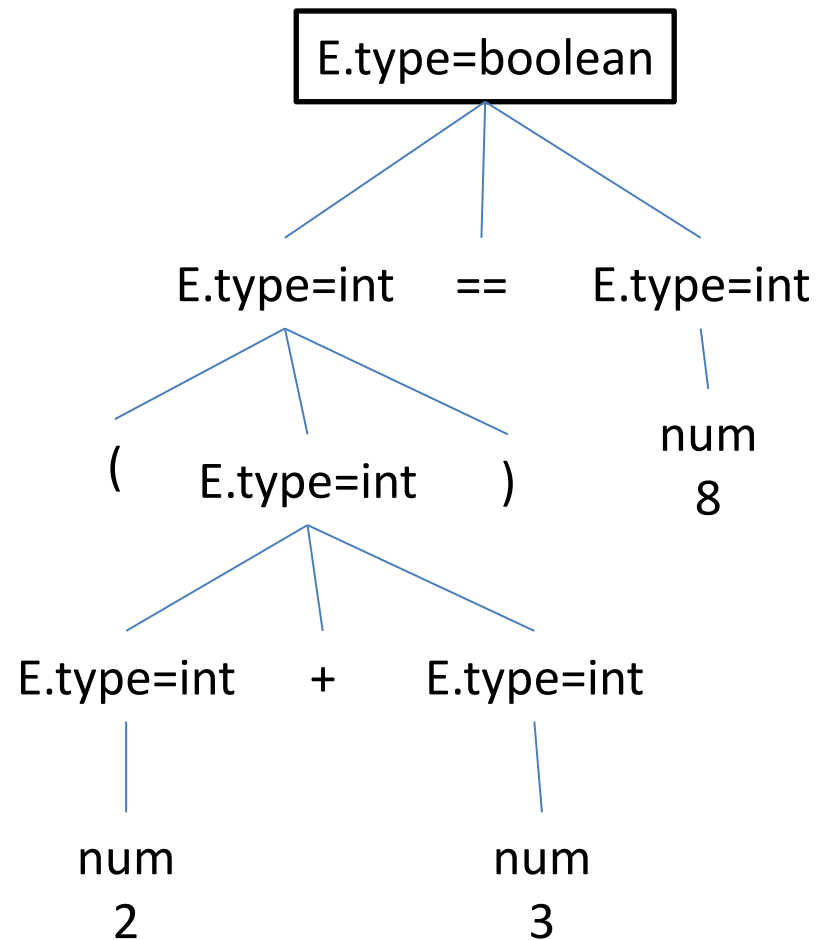 E.type=boolean
E.type=int == E.type=int
( E.type=int ) num
8
E.type=int + E.type=int
num num
2 3